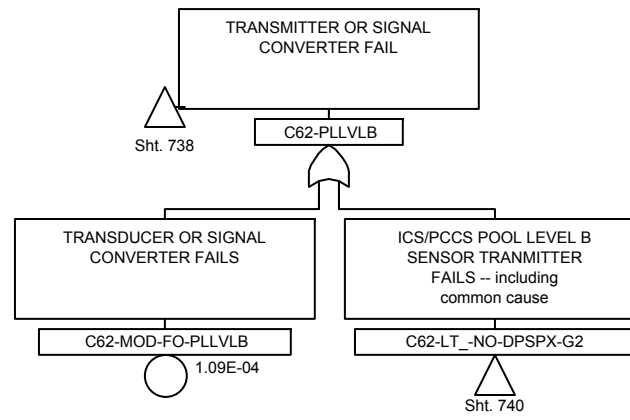 TRANSMITTER OR SIGNAL
CONVERTER FAIL
Sht. 738
C62-PLLVLB
TRANSDUCER OR SIGNAL
CONVERTER FAILS
C62-MOD-FO-PLLVLB
1.09E-04
ICS/PCCS POOL LEVEL B
SENSOR TRANMITTER
FAILS -- including
common cause
C62-LT_-NO-DPSPX-G2
Sht. 740